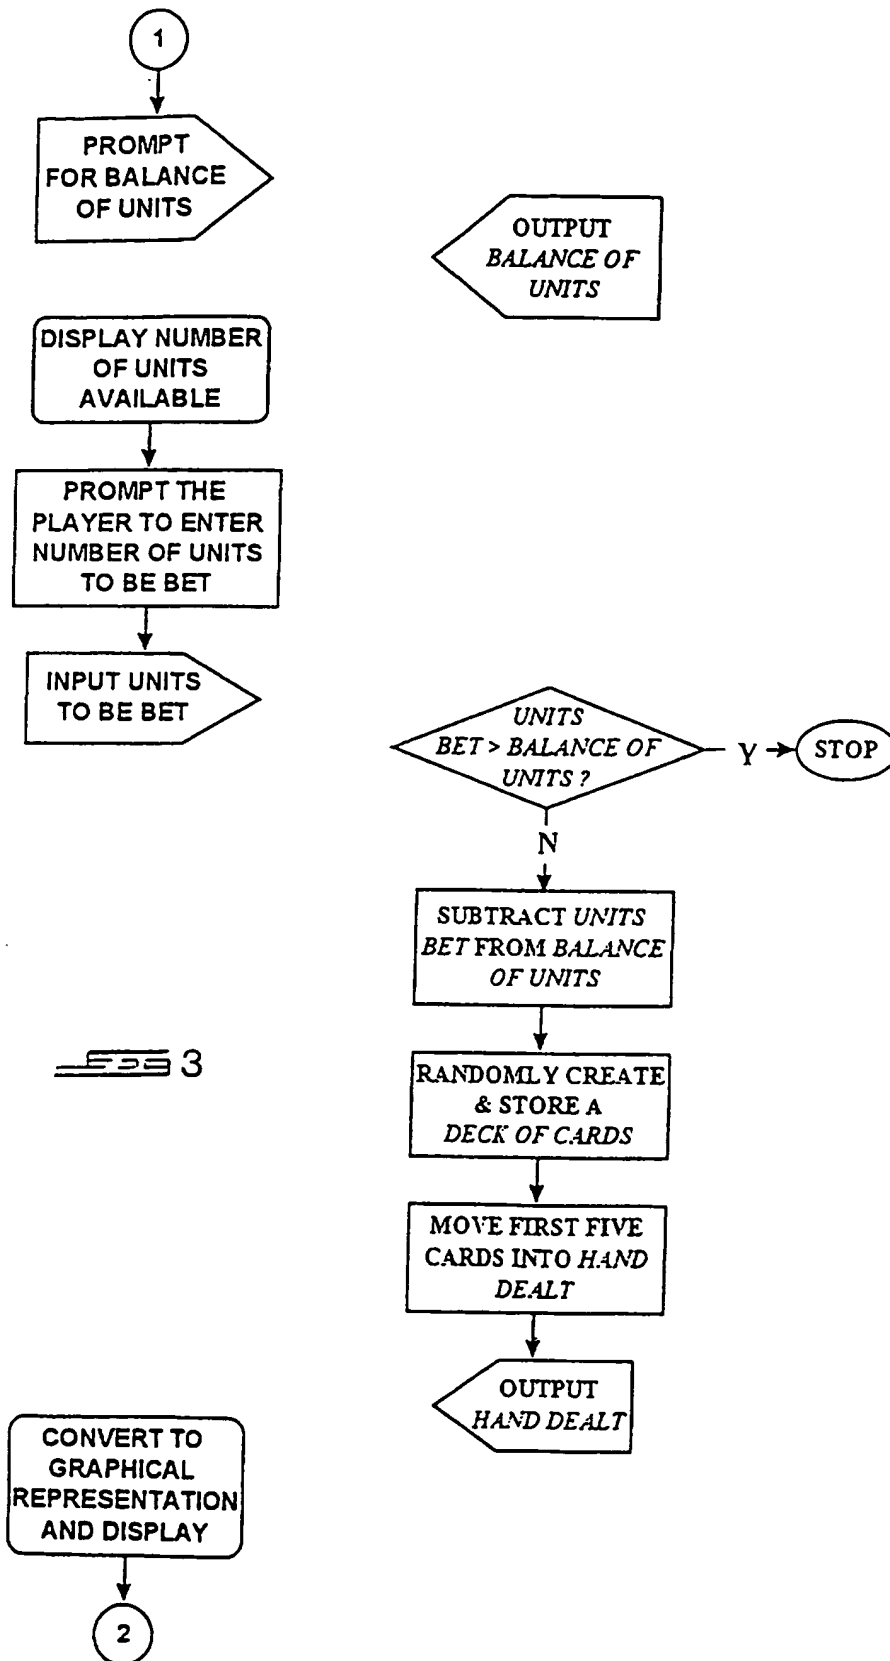 1
PROMPT
FOR BALANCE
OF UNITS
OUTPUT
BALANCE OF
UNITS
DISPLAY NUMBER
OF UNITS
AVAILABLE
PROMPT THE
PLAYER TO ENTER
NUMBER OF UNITS
TO BE BET
INPUT UNITS
TO BE BET
UNITS
BET > BALANCE OF
UNITS ?
Y
STOP
N
SUBTRACT UNITS
BET FROM BALANCE
OF UNITS
RANDOMLY CREATE
& STORE A
DECK OF CARDS
MOVE FIRST FIVE
CARDS INTO HAND
DEALT
OUTPUT
HAND DEALT
3
CONVERT TO
GRAPHICAL
REPRESENTATION
AND DISPLAY
2